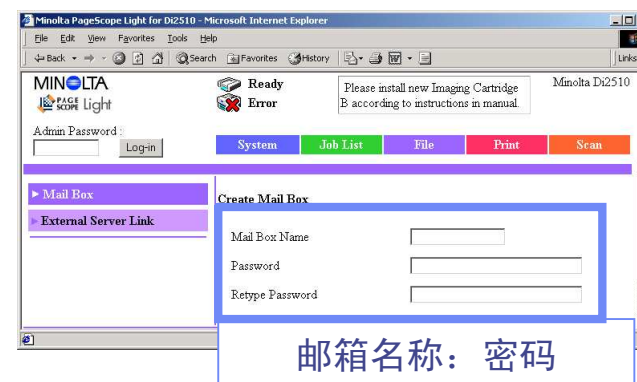 Minolta PageScope Light for Di2510 - Microsoft Internet Explorer
File Edit View Favorites Tools Help
Back Search Favorites History Links
MINOLTA
PAGE SCOPE Light
Ready
Error
Please install new Imaging Cartridge
B according to instructions in manual.
Minolta Di2510
Admin Password :
Log-in
System Job List File Print Scan
Mail Box
External Server Link
Create Mail Box
Mail Box Name
Password
Retype Password
邮箱名称：密码